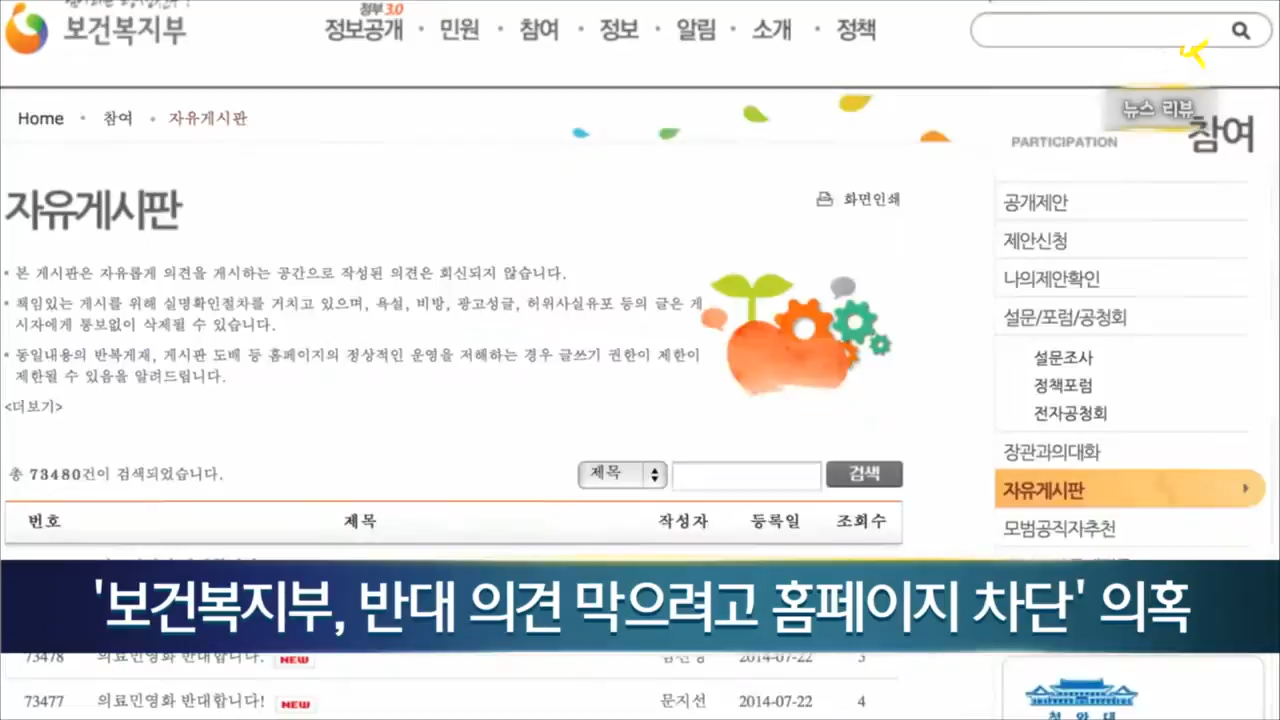 보건복지부
정부 3.0
정보공개 · 민원 · 참여 · 정보 · 알림 · 소개 · 정책
뉴스 리뷰
Home · 참여 · 자유게시판
PARTICIPATION 참여
자유게시판
화면인쇄
공개제안
제안신청
나의제안확인
설문/포럼/공청회
설문조사
정책포럼
전자공청회
장관과의대화
자유게시판
모범공직자추천
• 본 게시판은 자유롭게 의견을 게시하는 공간으로 작성된 의견은 회신되지 않습니다.
• 책임있는 게시를 위해 실명확인절차를 거치고 있으며, 욕설, 비방, 광고성글, 허위사실유포 등의 글은 게
시자에게 통보없이 삭제될 수 있습니다.
• 동일내용의 반복게재, 게시판 도배 등 홈페이지의 정상적인 운영을 저해하는 경우 글쓰기 권한이 제한이
제한될 수 있음을 알려드립니다.
<더보기>
총 73480건이 검색되었습니다.
제목 검색
번호 제목 작성자 등록일 조회수
'보건복지부, 반대 의견 막으려고 홈페이지 차단' 의혹
73478 의료민영화 반대합니다. NEW 2014-07-22 3
73477 의료민영화 반대합니다! NEW 문지선 2014-07-22 4
청와대